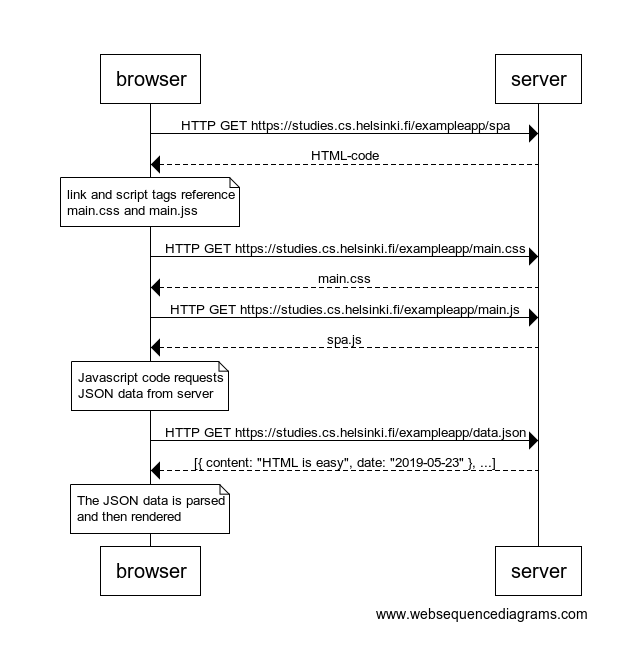 browser
server
HTTP GET https://studies.cs.helsinki.fi/exampleapp/spa
HTML-code
link and script tags reference
main.css and main.jss
HTTP GET https://studies.cs.helsinki.fi/exampleapp/main.css
main.css
HTTP GET https://studies.cs.helsinki.fi/exampleapp/main.js
spa.js
Javascript code requests
JSON data from server
HTTP GET https://studies.cs.helsinki.fi/exampleapp/data.json
[{ content: "HTML is easy", date: "2019-05-23" }, ...]
The JSON data is parsed
and then rendered
browser
server
www.websequencediagrams.com